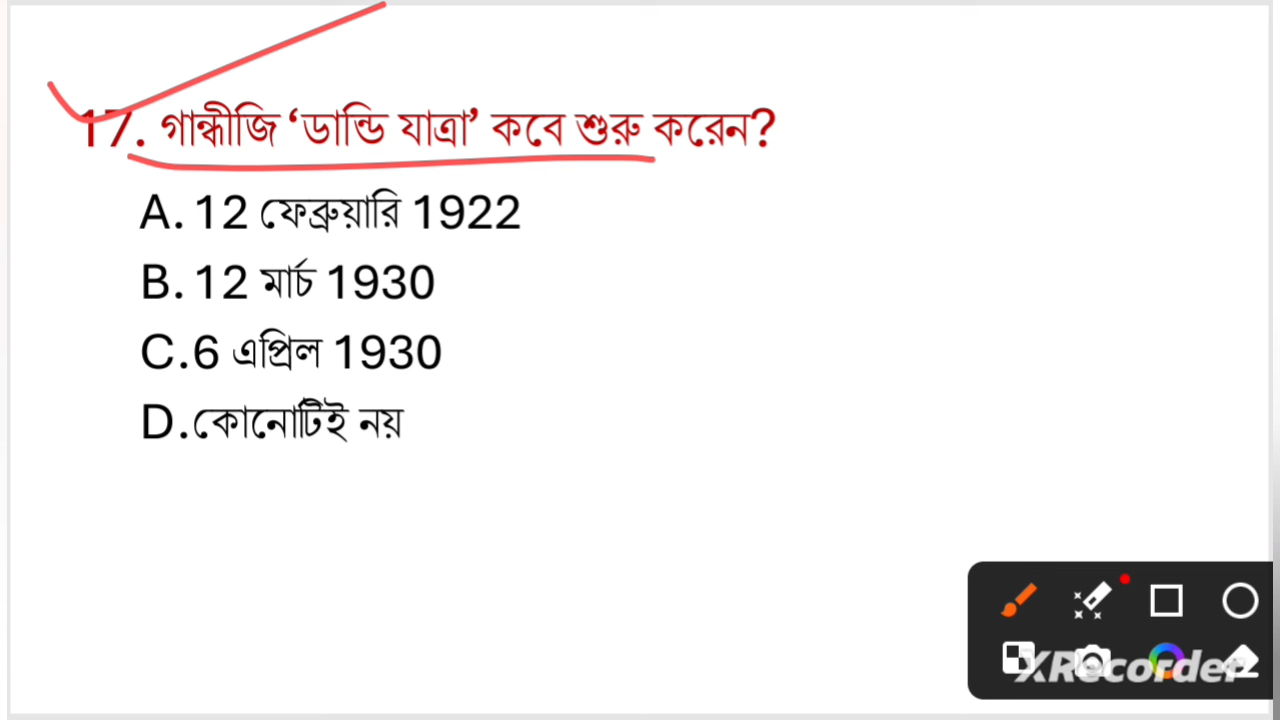 17. গান্ধীজি ‘ডান্ডি যাত্রা’ কবে শুরু করেন?
A. 12 ফেব্রুয়ারি 1922
B. 12 মার্চ 1930
C.6 এপ্রিল 1930
D.কোনোটিই নয়
XRecorder